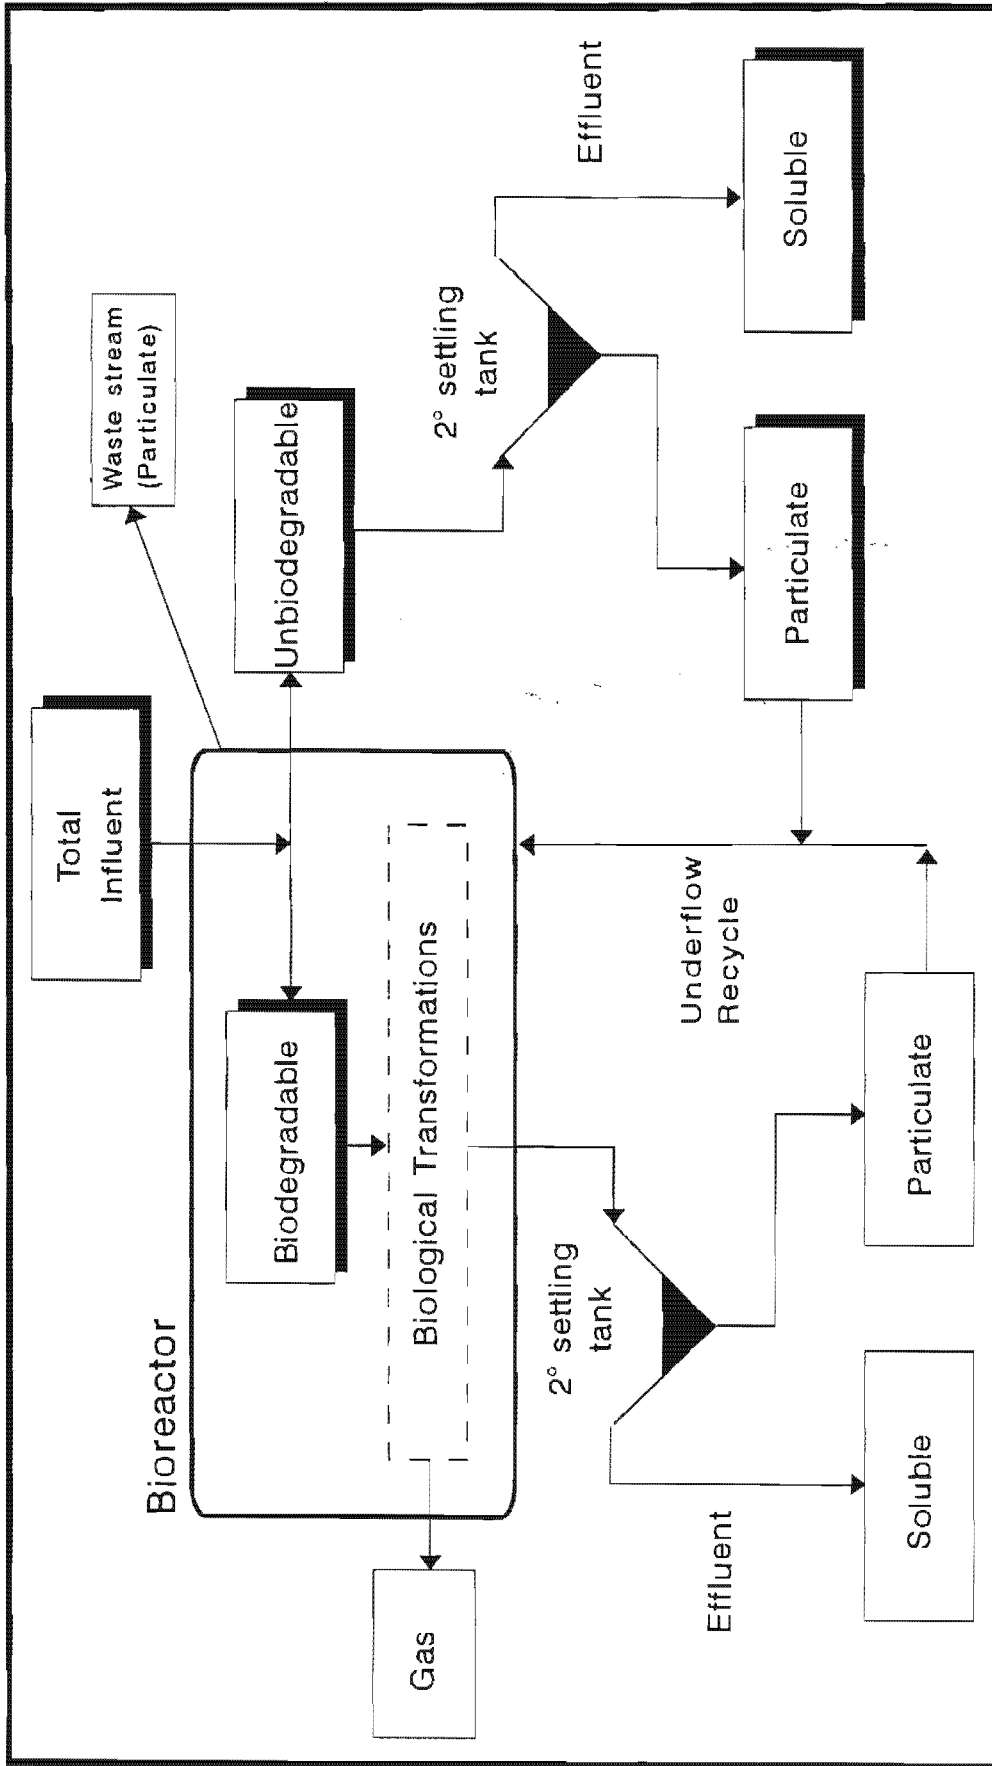 Total
Influent
Waste stream
(Particulate)
Bioreactor
Biodegradable
Unbiodegradable
Gas
Biological Transformations
2° settling
tank
2° settling
tank
Effluent
Underflow
Recycle
Effluent
Particulate
Soluble
Soluble
Particulate